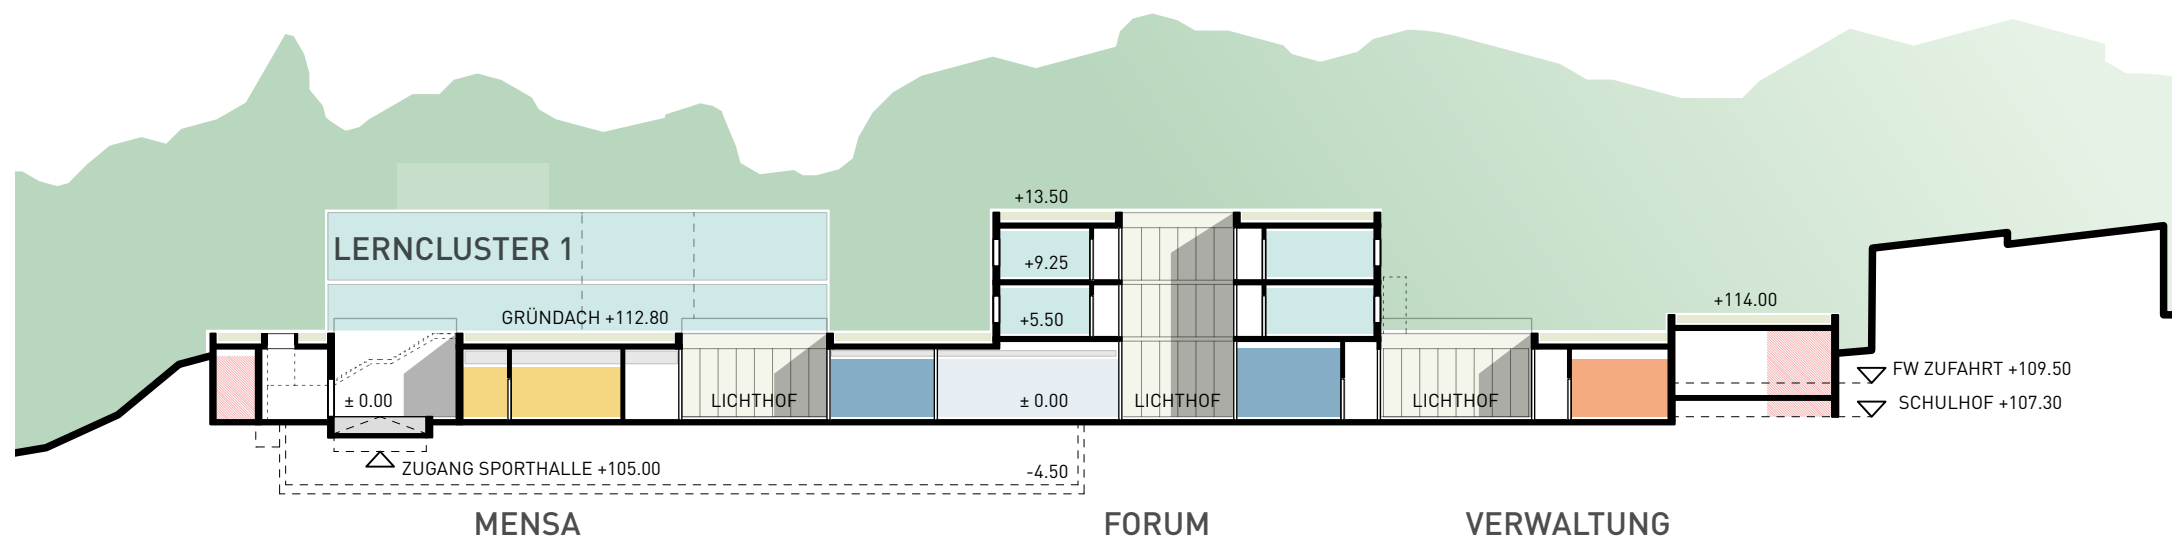 +13.50
LERNCLUSTER 1
+9.25
+114.00
GRÜNDACH +112.80
+5.50
FW ZUFAHRT +109.50
± 0.00
LICHTHOF
± 0.00
LICHTHOF
LICHTHOF
SCHULHOF +107.30
ZUGANG SPORTHALLE +105.00
-4.50
MENSA
FORUM
VERWALTUNG